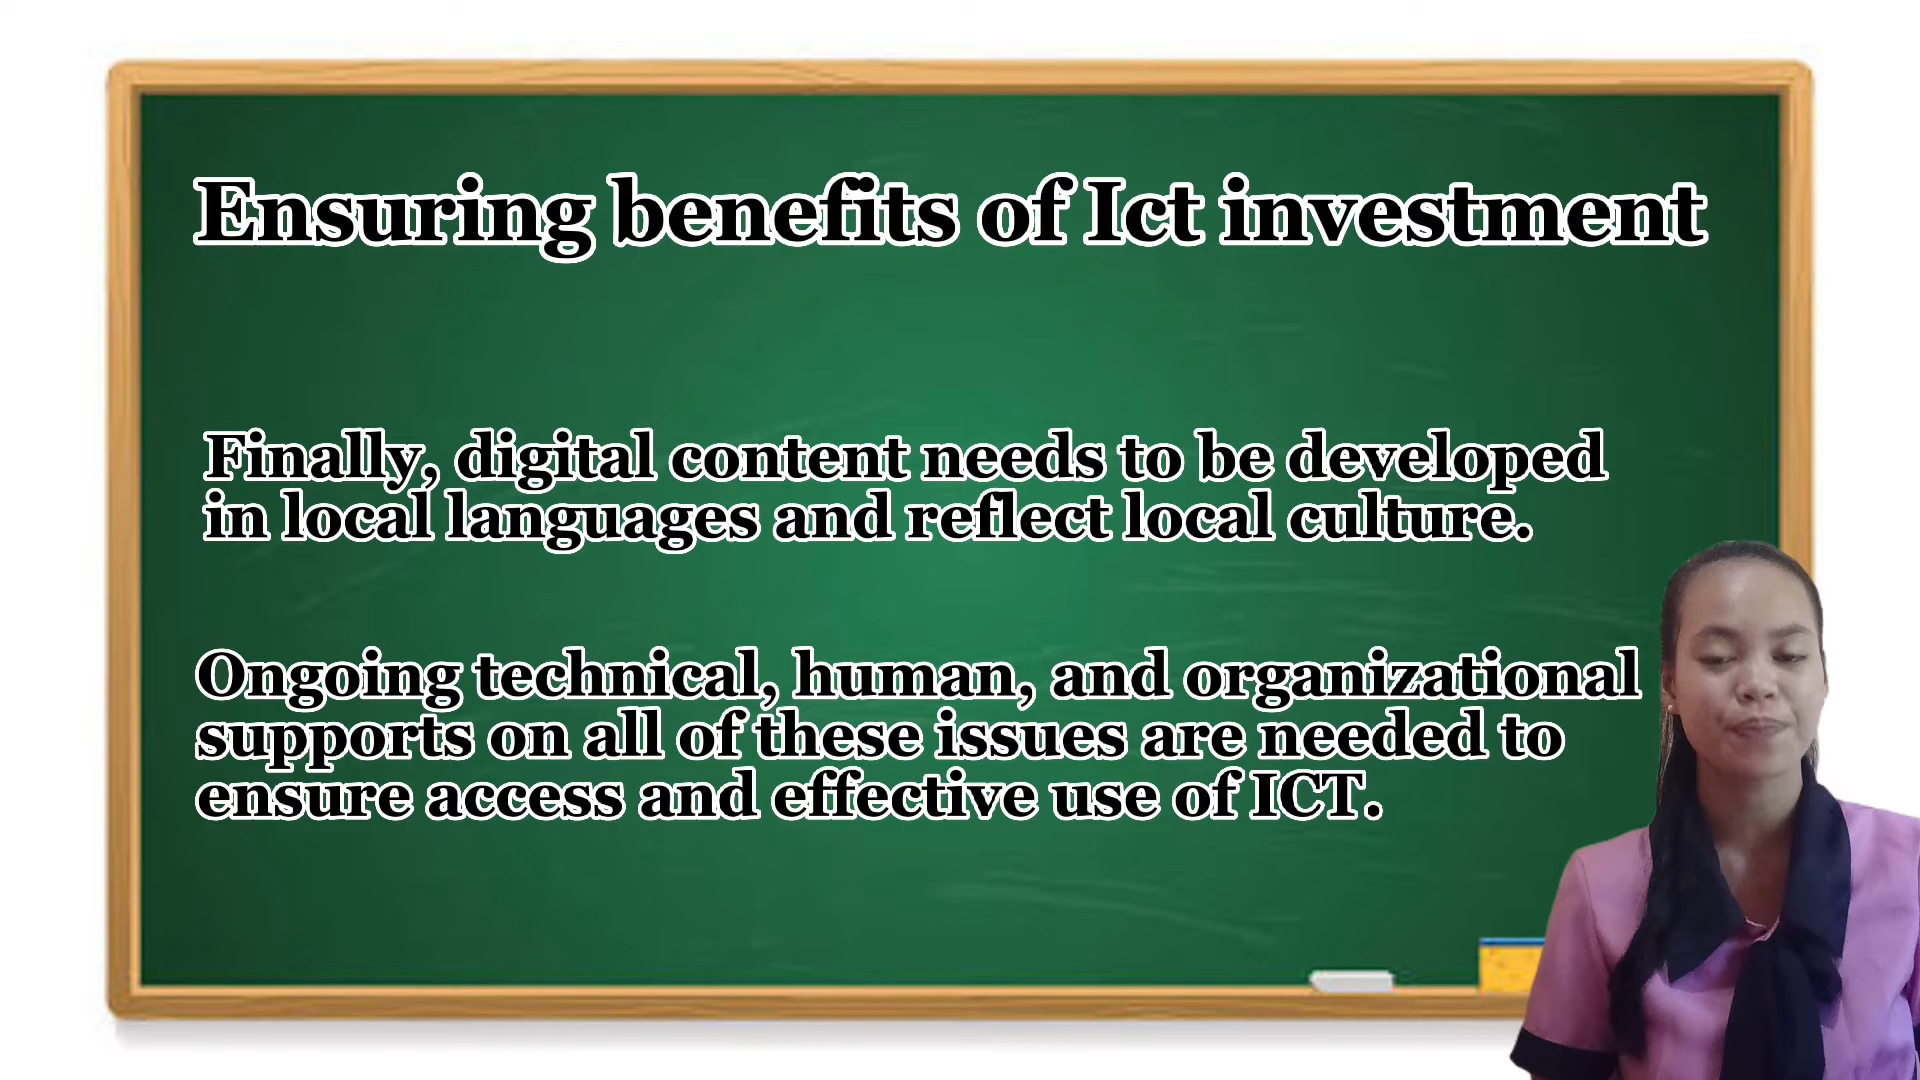 Ensuring benefits of Ict investment
Finally, digital content needs to be developed
in local languages and reflect local culture.
Ongoing technical, human, and organizational
supports on all of these issues are needed to
ensure access and effective use of ICT.